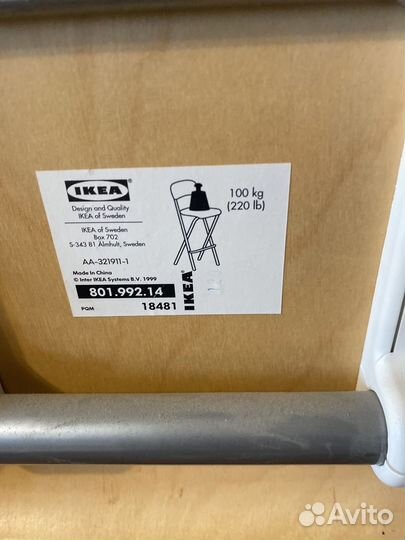 IKEA
Design and Quality
IKEA of Sweden
IKEA of Sweden
Box 702
S-343 81 Älmhult, Sweden
AA-321911-1
Made In China
© Inter IKEA Systems B.V. 1999
801.992.14
PQM
18481
IKEA
100 kg
(220 lb)
Avito